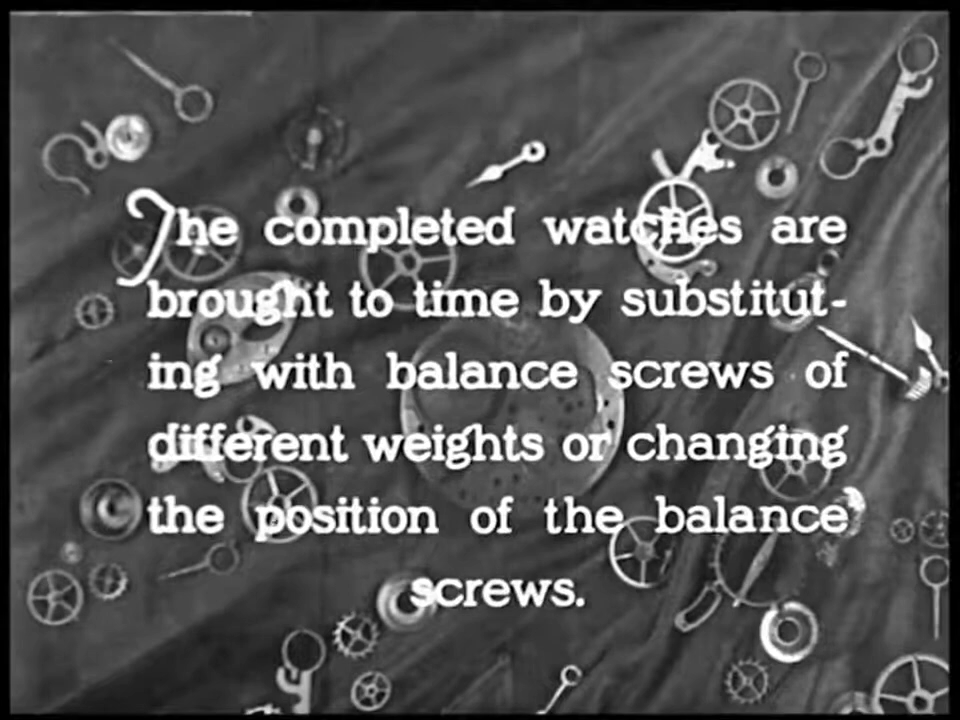 The completed watches are
brought to time by substitut-
ing with balance screws of
different weights or changing
the position of the balance
screws.